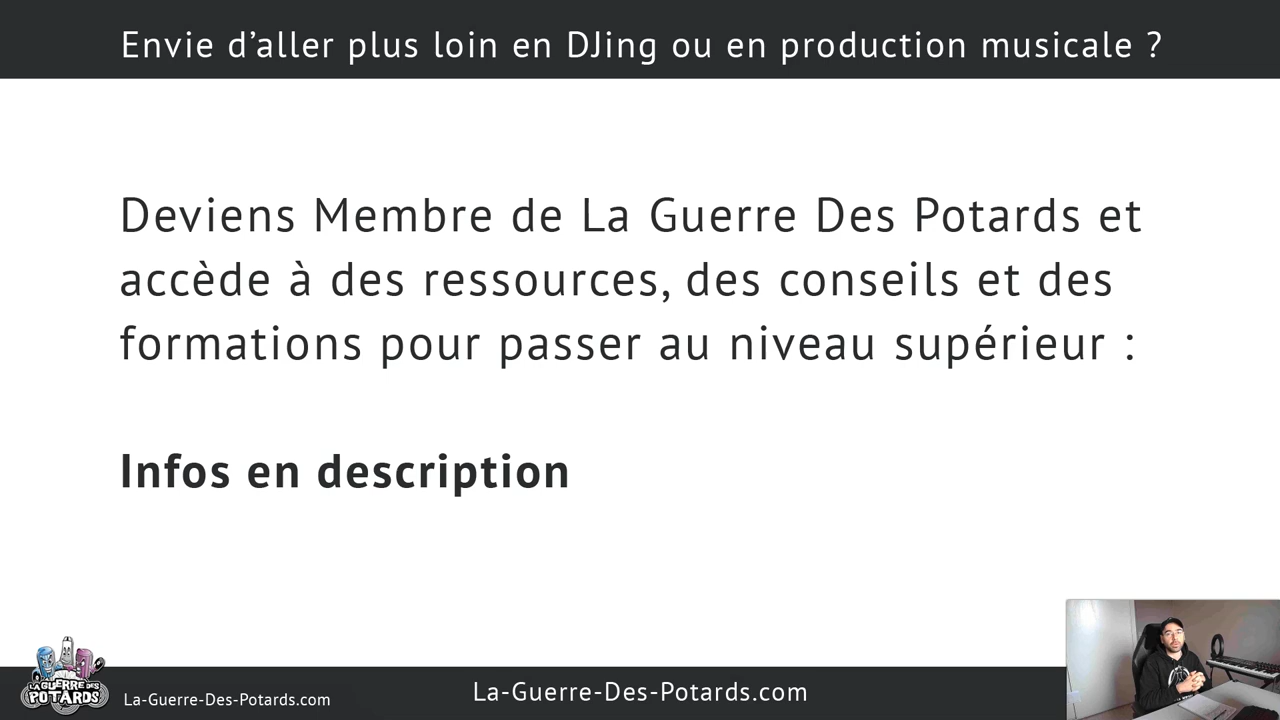 Envie d’aller plus loin en DJing ou en production musicale ?
Deviens Membre de La Guerre Des Potards et
accède à des ressources, des conseils et des
formations pour passer au niveau supérieur :
Infos en description
LA GUERRE DES
POTARDS
La-Guerre-Des-Potards.com
La-Guerre-Des-Potards.com